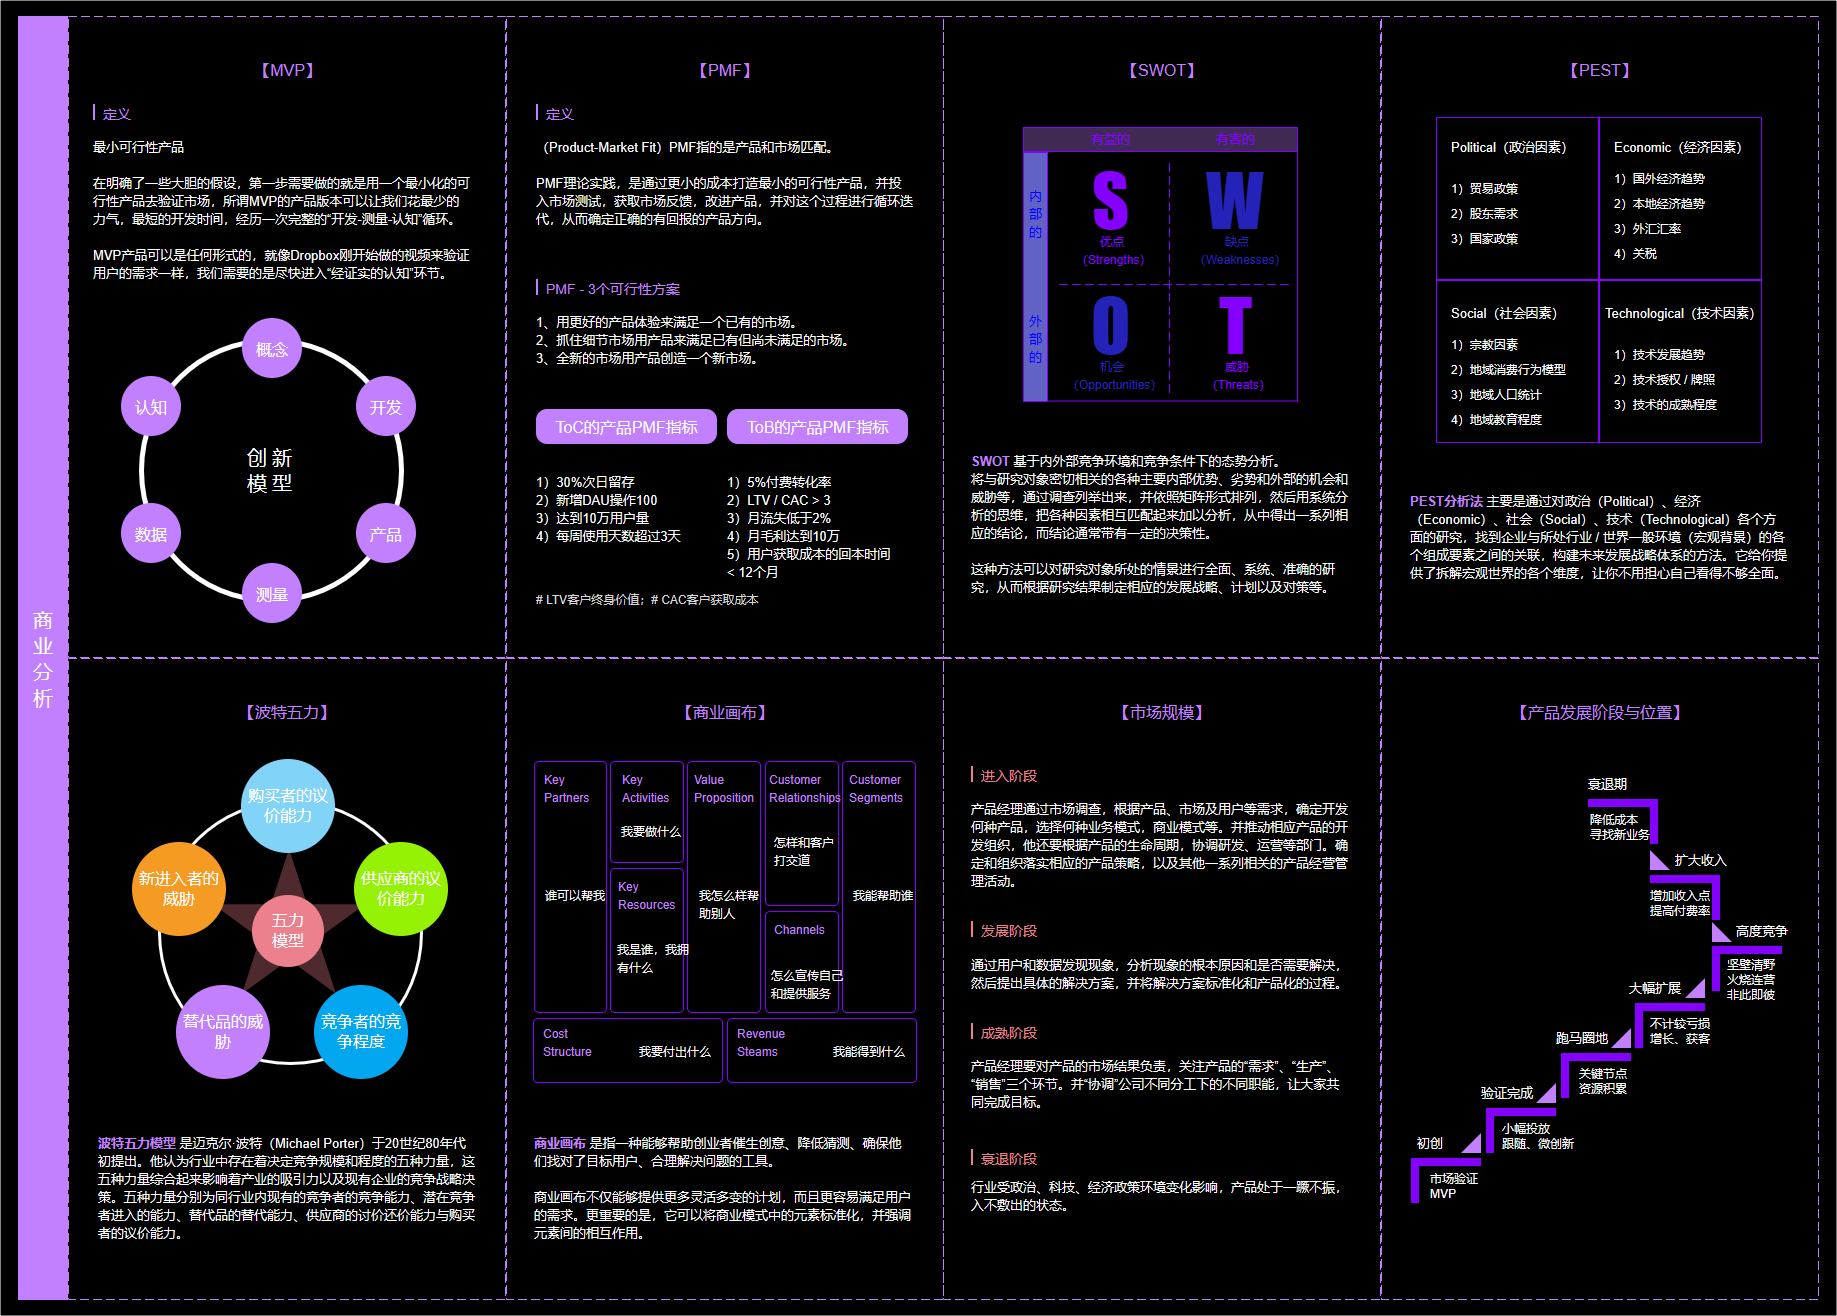 商业分析
【MVP】
定义
最小可行性产品
在明确了一些大胆的假设，第一步需要做的就是用一个最小化的可
行性产品去验证市场，所谓MVP的产品版本可以让我们花最少的
力气，最短的开发时间，经历一次完整的“开发-测量-认知”循环。
MVP产品可以是任何形式的，就像Dropbox刚开始做的视频来验证
用户的需求一样，我们需要的是尽快进入“经证实的认知”环节。
概念
认知
开发
创新
模型
数据
产品
测量
【PMF】
定义
（Product-Market Fit）PMF指的是产品和市场匹配。
PMF理论实践，是通过更小的成本打造最小的可行性产品，并投
入市场测试，获取市场反馈，改进产品，并对这个过程进行循环迭
代，从而确定正确的有回报的产品方向。
PMF - 3个可行性方案
1、用更好的产品体验来满足一个已有的市场。
2、抓住细节市场用产品来满足已有但尚未满足的市场。
3、全新的市场用产品创造一个新市场。
ToC的产品PMF指标
1）30%次日留存
2）新增DAU操作100
3）达到10万用户量
4）每周使用天数超过3天
ToB的产品PMF指标
1）5%付费转化率
2）LTV / CAC > 3
3）月流失低于2%
4）月毛利达到10万
5）用户获取成本的回本时间
< 12个月
# LTV客户终身价值；# CAC客户获取成本
【SWOT】
有益的
有害的
内部的
S
优点
（Strengths）
W
缺点
（Weaknesses）
外部的
O
机会
（Opportunities）
T
威胁
（Threats）
SWOT 基于内外部竞争环境和竞争条件下的态势分析。
将与研究对象密切相关的各种主要内部优势、劣势和外部的机会和
威胁等，通过调查列举出来，并依照矩阵形式排列，然后用系统分
析的思维，把各种因素相互匹配起来加以分析，从中得出一系列相
应的结论，而结论通常带有一定的决策性。
这种方法可以对研究对象所处的情景进行全面、系统、准确的研
究，从而根据研究结果制定相应的发展战略、计划以及对策等。
【PEST】
Political（政治因素）
1）贸易政策
2）股东需求
3）国家政策
Economic（经济因素）
1）国外经济趋势
2）本地经济趋势
3）外汇汇率
4）关税
Social（社会因素）
1）宗教因素
2）地域消费行为模型
3）地域人口统计
4）地域教育程度
Technological（技术因素）
1）技术发展趋势
2）技术授权 / 牌照
3）技术的成熟程度
PEST分析法 主要是通过对政治（Political）、经济
（Economic）、社会（Social）、技术（Technological）各个方
面的研究，找到企业与所处行业 / 世界一般环境（宏观背景）的各
个组成要素之间的关联，构建未来发展战略体系的方法。它给你提
供了拆解宏观世界的各个维度，让你不用担心自己看得不够全面。
【波特五力】
购买者的议
价能力
新进入者的
威胁
供应商的议
价能力
五力
模型
替代品的威
胁
竞争者的竞
争程度
波特五力模型 是迈克尔·波特（Michael Porter）于20世纪80年代
初提出。他认为行业中存在着决定竞争规模和程度的五种力量，这
五种力量综合起来影响着产业的吸引力以及现有企业的竞争战略决
策。五种力量分别为同行业内现有的竞争者的竞争能力、潜在竞争
者进入的能力、替代品的替代能力、供应商的讨价还价能力与购买
者的议价能力。
【商业画布】
Key
Partners
谁可以帮我
Key
Activities
我要做什么
Key
Resources
我是谁，我拥
有什么
Value
Proposition
我怎么样帮
助别人
Customer
Relationships
怎样和客户
打交道
Channels
怎么宣传自己
和提供服务
Customer
Segments
我能帮助谁
Cost
Structure
我要付出什么
Revenue
Steams
我能得到什么
商业画布 是指一种能够帮助创业者催生创意、降低猜测、确保他
们找对了目标用户、合理解决问题的工具。
商业画布不仅能够提供更多灵活多变的计划，而且更容易满足用户
的需求。更重要的是，它可以将商业模式中的元素标准化，并强调
元素间的相互作用。
【市场规模】
进入阶段
产品经理通过市场调查，根据产品、市场及用户等需求，确定开发
何种产品，选择何种业务模式，商业模式等。并推动相应产品的开
发组织，他还要根据产品的生命周期，协调研发、运营等部门。确
定和组织落实相应的产品策略，以及其他一系列相关的产品经营管
理活动。
发展阶段
通过用户和数据发现现象，分析现象的根本原因和是否需要解决，
然后提出具体的解决方案，并将解决方案标准化和产品化的过程。
成熟阶段
产品经理要对产品的市场结果负责，关注产品的“需求”、“生产”、
“销售”三个环节。并“协调”公司不同分工下的不同职能，让大家共
同完成目标。
衰退阶段
行业受政治、科技、经济政策环境变化影响，产品处于一蹶不振，
入不敷出的状态。
【产品发展阶段与位置】
衰退期
降低成本
寻找新业务
扩大收入
增加收入点
提高付费率
高度竞争
坚壁清野
火烧连营
非此即彼
大幅扩展
不计较亏损
增长、获客
跑马圈地
关键节点
资源积累
验证完成
小幅投放
跟随、微创新
初创
市场验证
MVP